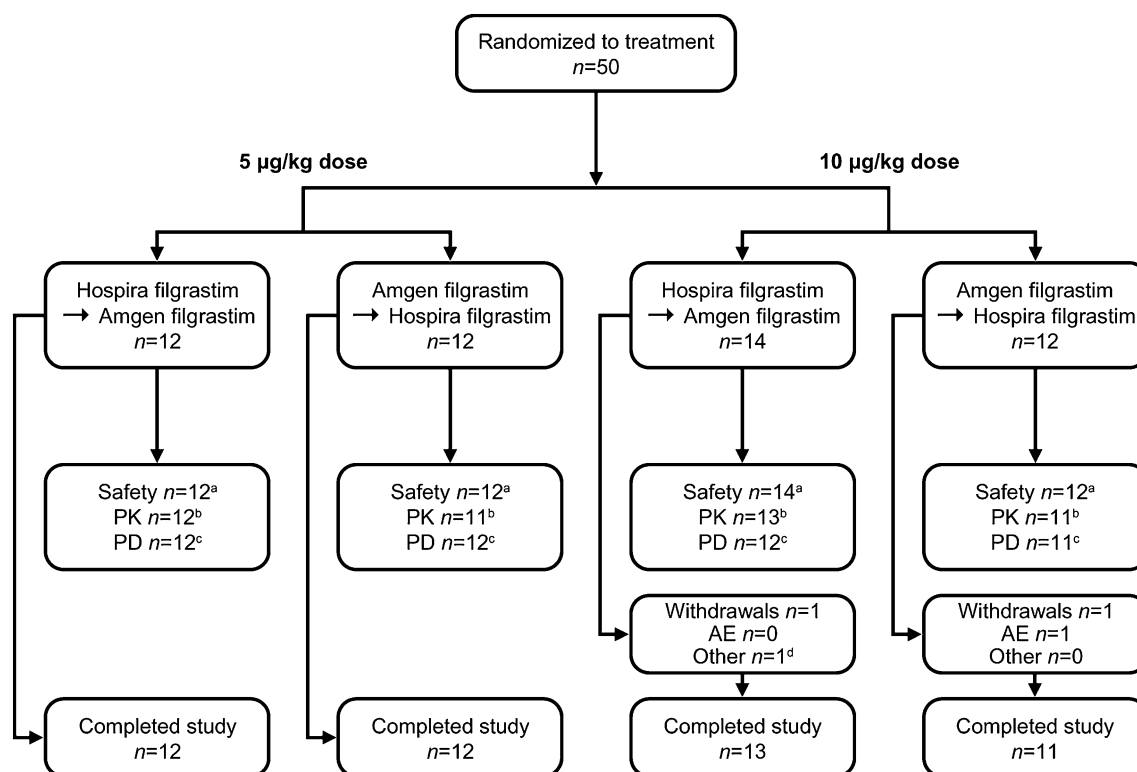 Randomized to treatment
n=50
5 µg/kg dose
10 µg/kg dose
Hospira filgrastim
→ Amgen filgrastim
n=12
Amgen filgrastim
→ Hospira filgrastim
n=12
Hospira filgrastim
→ Amgen filgrastim
n=14
Amgen filgrastim
→ Hospira filgrastim
n=12
Safety n=12ᵃ
PK n=12ᵇ
PD n=12ᶜ
Safety n=12ᵃ
PK n=11ᵇ
PD n=12ᶜ
Safety n=14ᵃ
PK n=13ᵇ
PD n=12ᶜ
Safety n=12ᵃ
PK n=11ᵇ
PD n=11ᶜ
Withdrawals n=1
AE n=0
Other n=1ᵈ
Withdrawals n=1
AE n=1
Other n=0
Completed study
n=12
Completed study
n=12
Completed study
n=13
Completed study
n=11